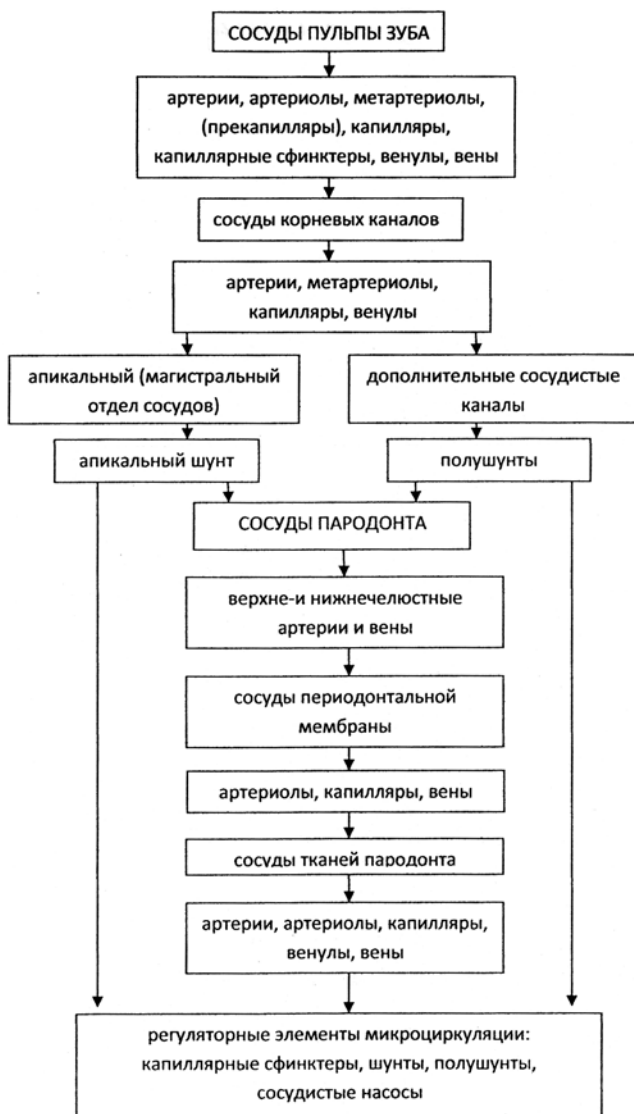 СОСУДЫ ПУЛЬПЫ ЗУБА
артерии, артериолы, метартериолы,
(прекапилляры), капилляры,
капиллярные сфинктеры, венулы, вены
сосуды корневых каналов
артерии, метартериолы,
капилляры, венулы
апикальный (магистральный
отдел сосудов)
дополнительные сосудистые
каналы
апикальный шунт
полушунты
СОСУДЫ ПАРОДОНТА
верхне-и нижнечелюстные
артерии и вены
сосуды периодонтальной
мембраны
артериолы, капилляры, вены
сосуды тканей пародонта
артерии, артериолы, капилляры,
венулы, вены
регуляторные элементы микроциркуляции:
капиллярные сфинктеры, шунты, полушунты,
сосудистые насосы